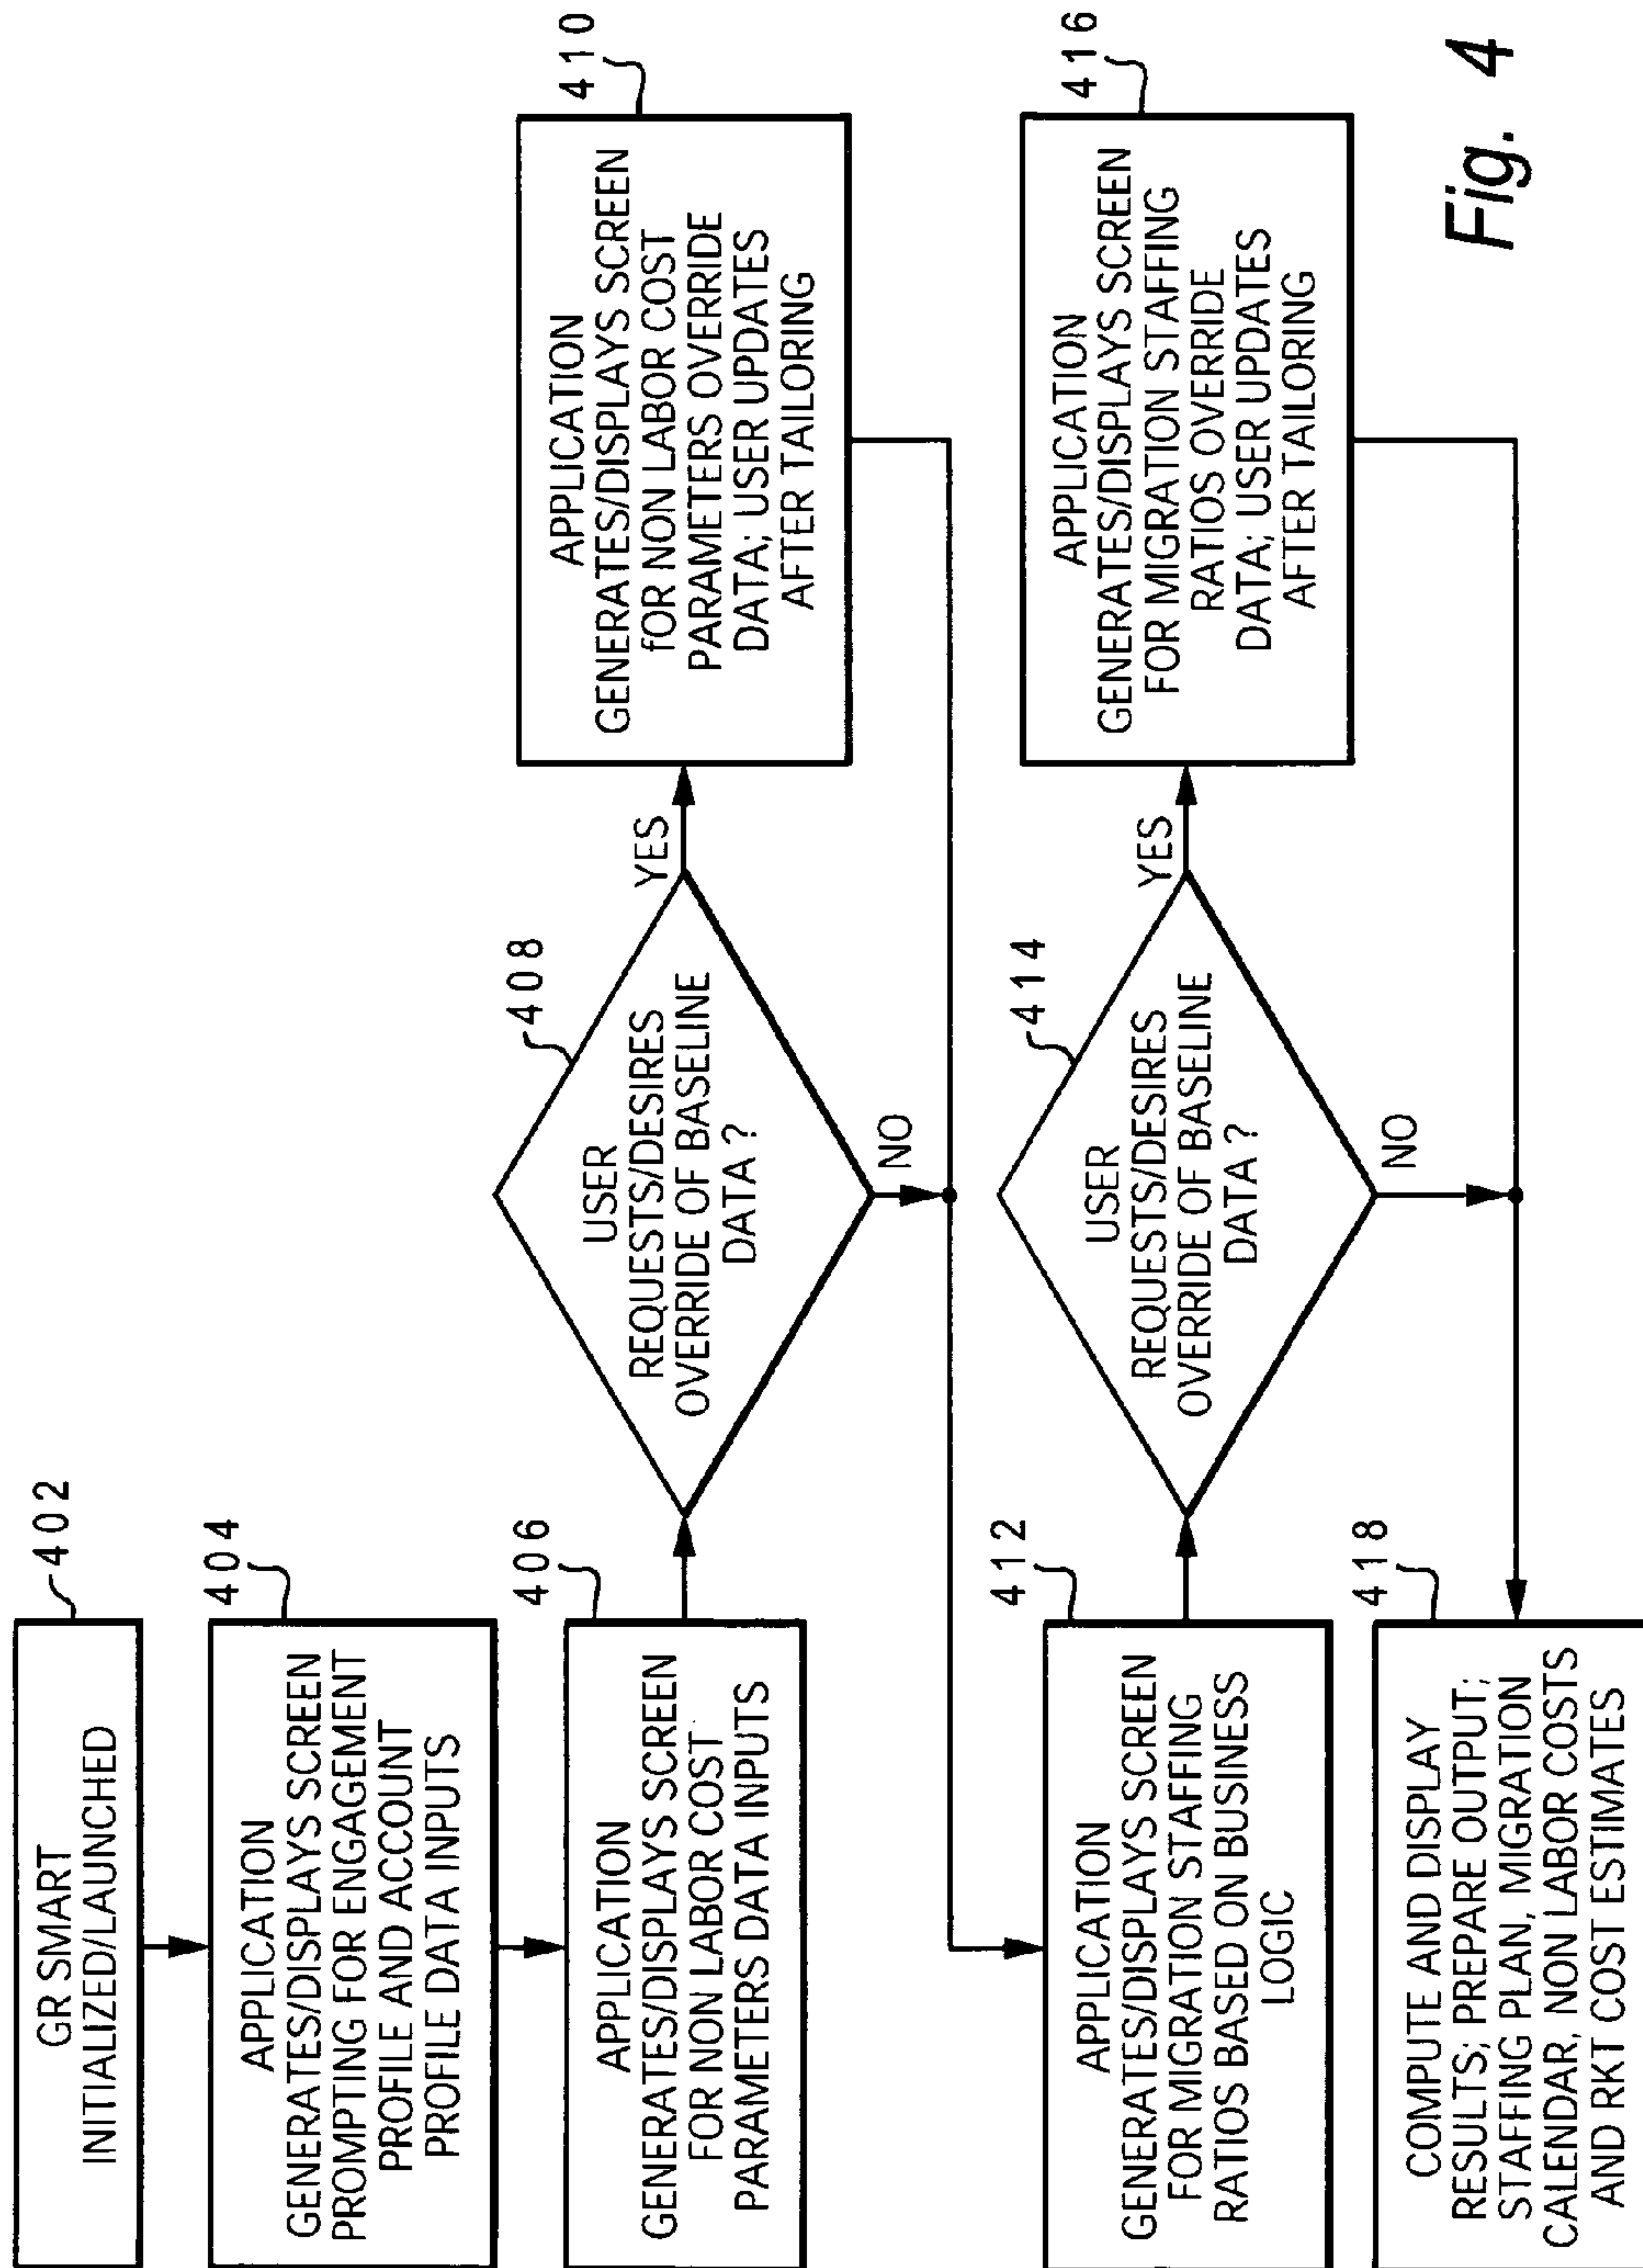 402
GR SMART
INITIALIZED/LAUNCHED
404
APPLICATION
GENERATES/DISPLAYS SCREEN
PROMPTING FOR ENGAGEMENT
PROFILE AND ACCOUNT
PROFILE DATA INPUTS
406
APPLICATION
GENERATES/DISPLAYS SCREEN
FOR NON LABOR COST
PARAMETERS DATA INPUTS
408
USER
REQUESTS/DESIRES
OVERRIDE OF BASELINE
DATA?
YES
NO
410
APPLICATION
GENERATES/DISPLAYS SCREEN
fOR NON LABOR COST
PARAMETERS OVERRIDE
DATA; USER UPDATES
AFTER TAILORING
412
APPLICATION
GENERATES/DISPLAYS SCREEN
FOR MIGRATION STAFFING
RATIOS BASED ON BUSINESS
LOGIC
414
USER
REQUESTS/DESIRES
OVERRIDE OF BASELINE
DATA?
YES
NO
416
APPLICATION
GENERATES/DISPLAYS SCREEN
FOR MIGRATION STAFFING
RATIOS OVERRIDE
DATA; USER UPDATES
AFTER TAILORING
418
COMPUTE AND DISPLAY
RESULTS; PREPARE OUTPUT;
STAFFING PLAN, MIGRATION
CALENDAR, NON LABOR COSTS
AND RKT COST ESTIMATES
Fig. 4